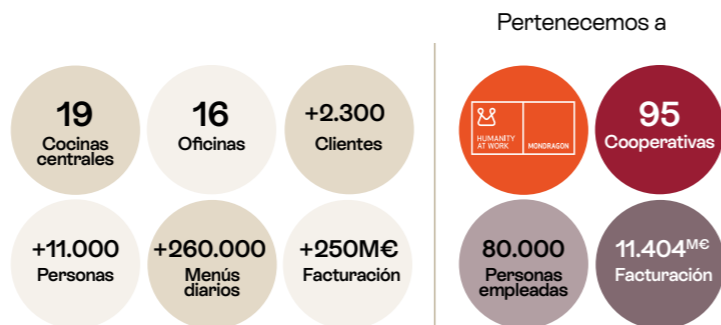 Pertenecemos a
19
Cocinas
centrales
16
Oficinas
+2.300
Clientes
HUMANITY
AT WORK
MONDRAGON
95
Cooperativas
+11.000
Personas
+260.000
Menús
diarios
+250M€
Facturación
80.000
Personas
empleadas
11.404M€
Facturación